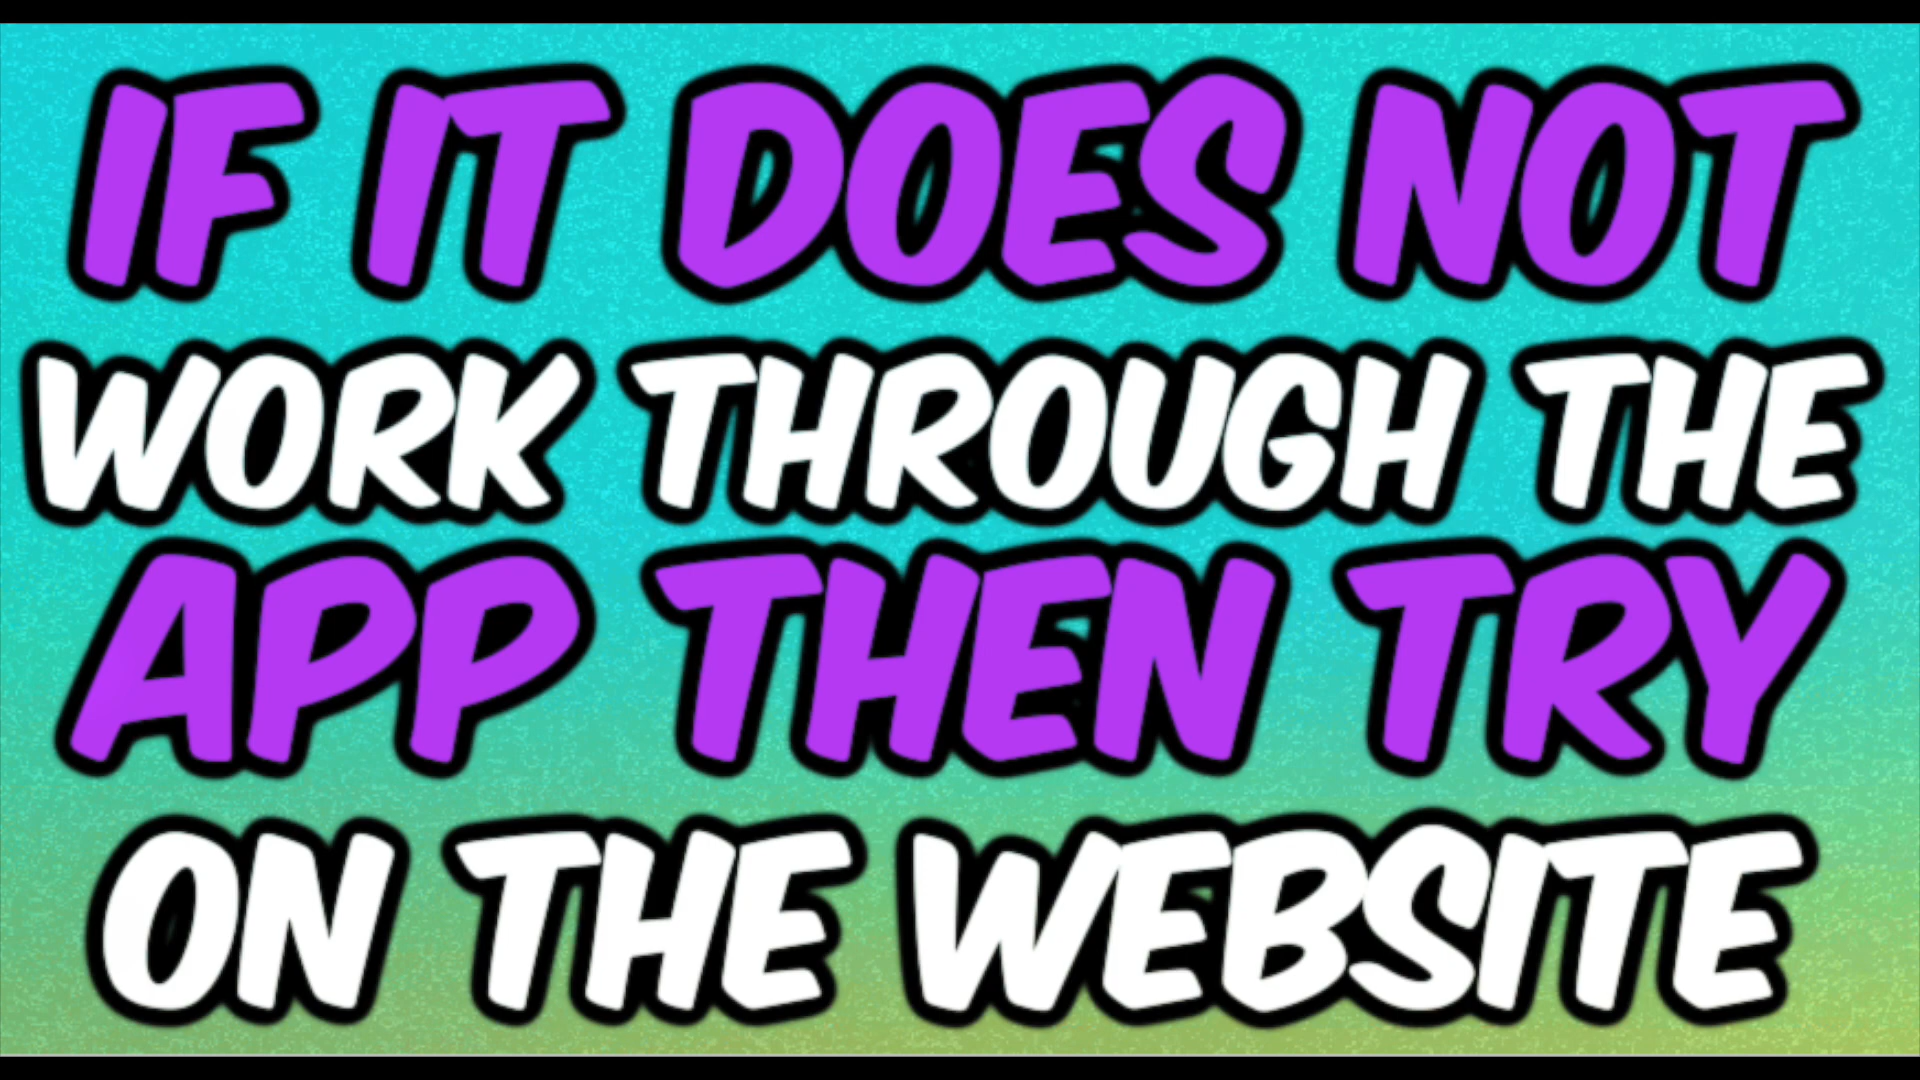 IF IT DOES NOT
WORK THROUGH THE
APP THEN TRY
ON THE WEBSITE